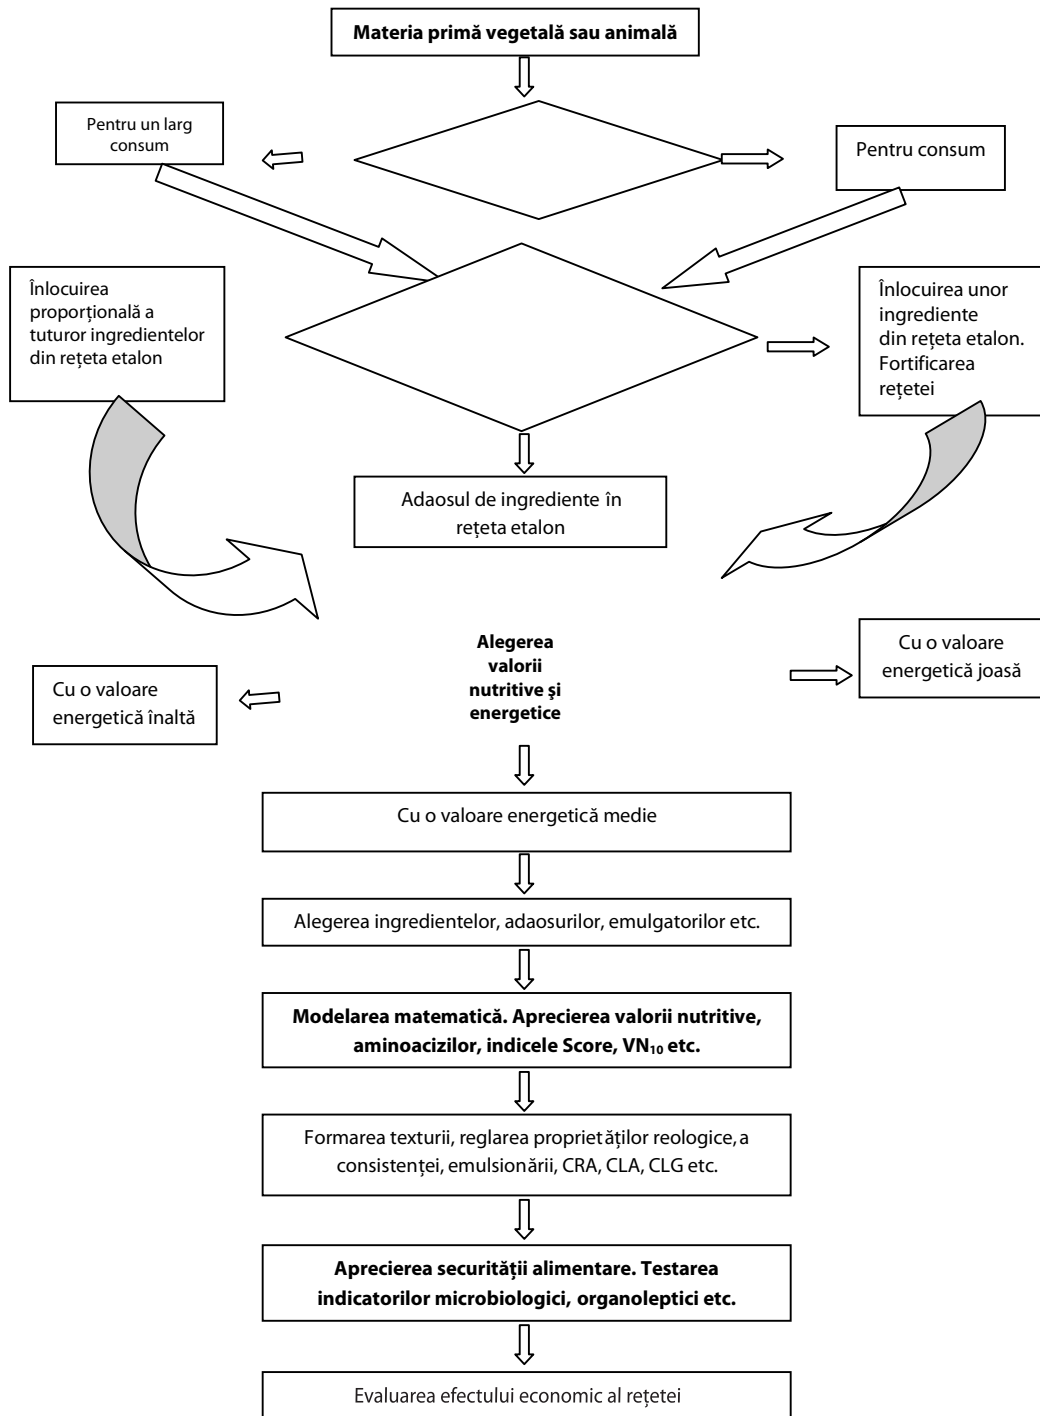 Materia primă vegetală sau animală
Pentru un larg
consum
Pentru consum
Înlocuirea
proporțională a
tuturor ingredientelor
din rețeta etalon
Înlocuirea unor
ingrediente
din rețeta etalon.
Fortificarea
rețetei
Adaosul de ingrediente în
rețeta etalon
Alegerea
valorii
nutritive şi
energetice
Cu o valoare
energetică înaltă
Cu o valoare
energetică joasă
Cu o valoare energetică medie
Alegerea ingredientelor, adaosurilor, emulgatorilor etc.
Modelarea matematică. Aprecierea valorii nutritive,
aminoacizilor, indicele Score, VN₁₀ etc.
Formarea texturii, reglarea proprietăților reologice, a
consistenței, emulsionării, CRA, CLA, CLG etc.
Aprecierea securității alimentare. Testarea
indicatorilor microbiologici, organoleptici etc.
Evaluarea efectului economic al rețetei